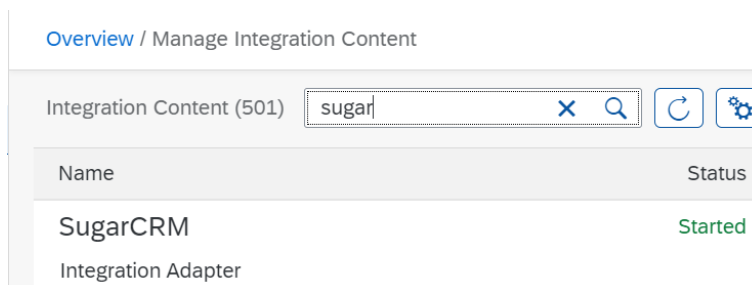 Overview / Manage Integration Content
Integration Content (501) sugar
Name Status
SugarCRM Started
Integration Adapter